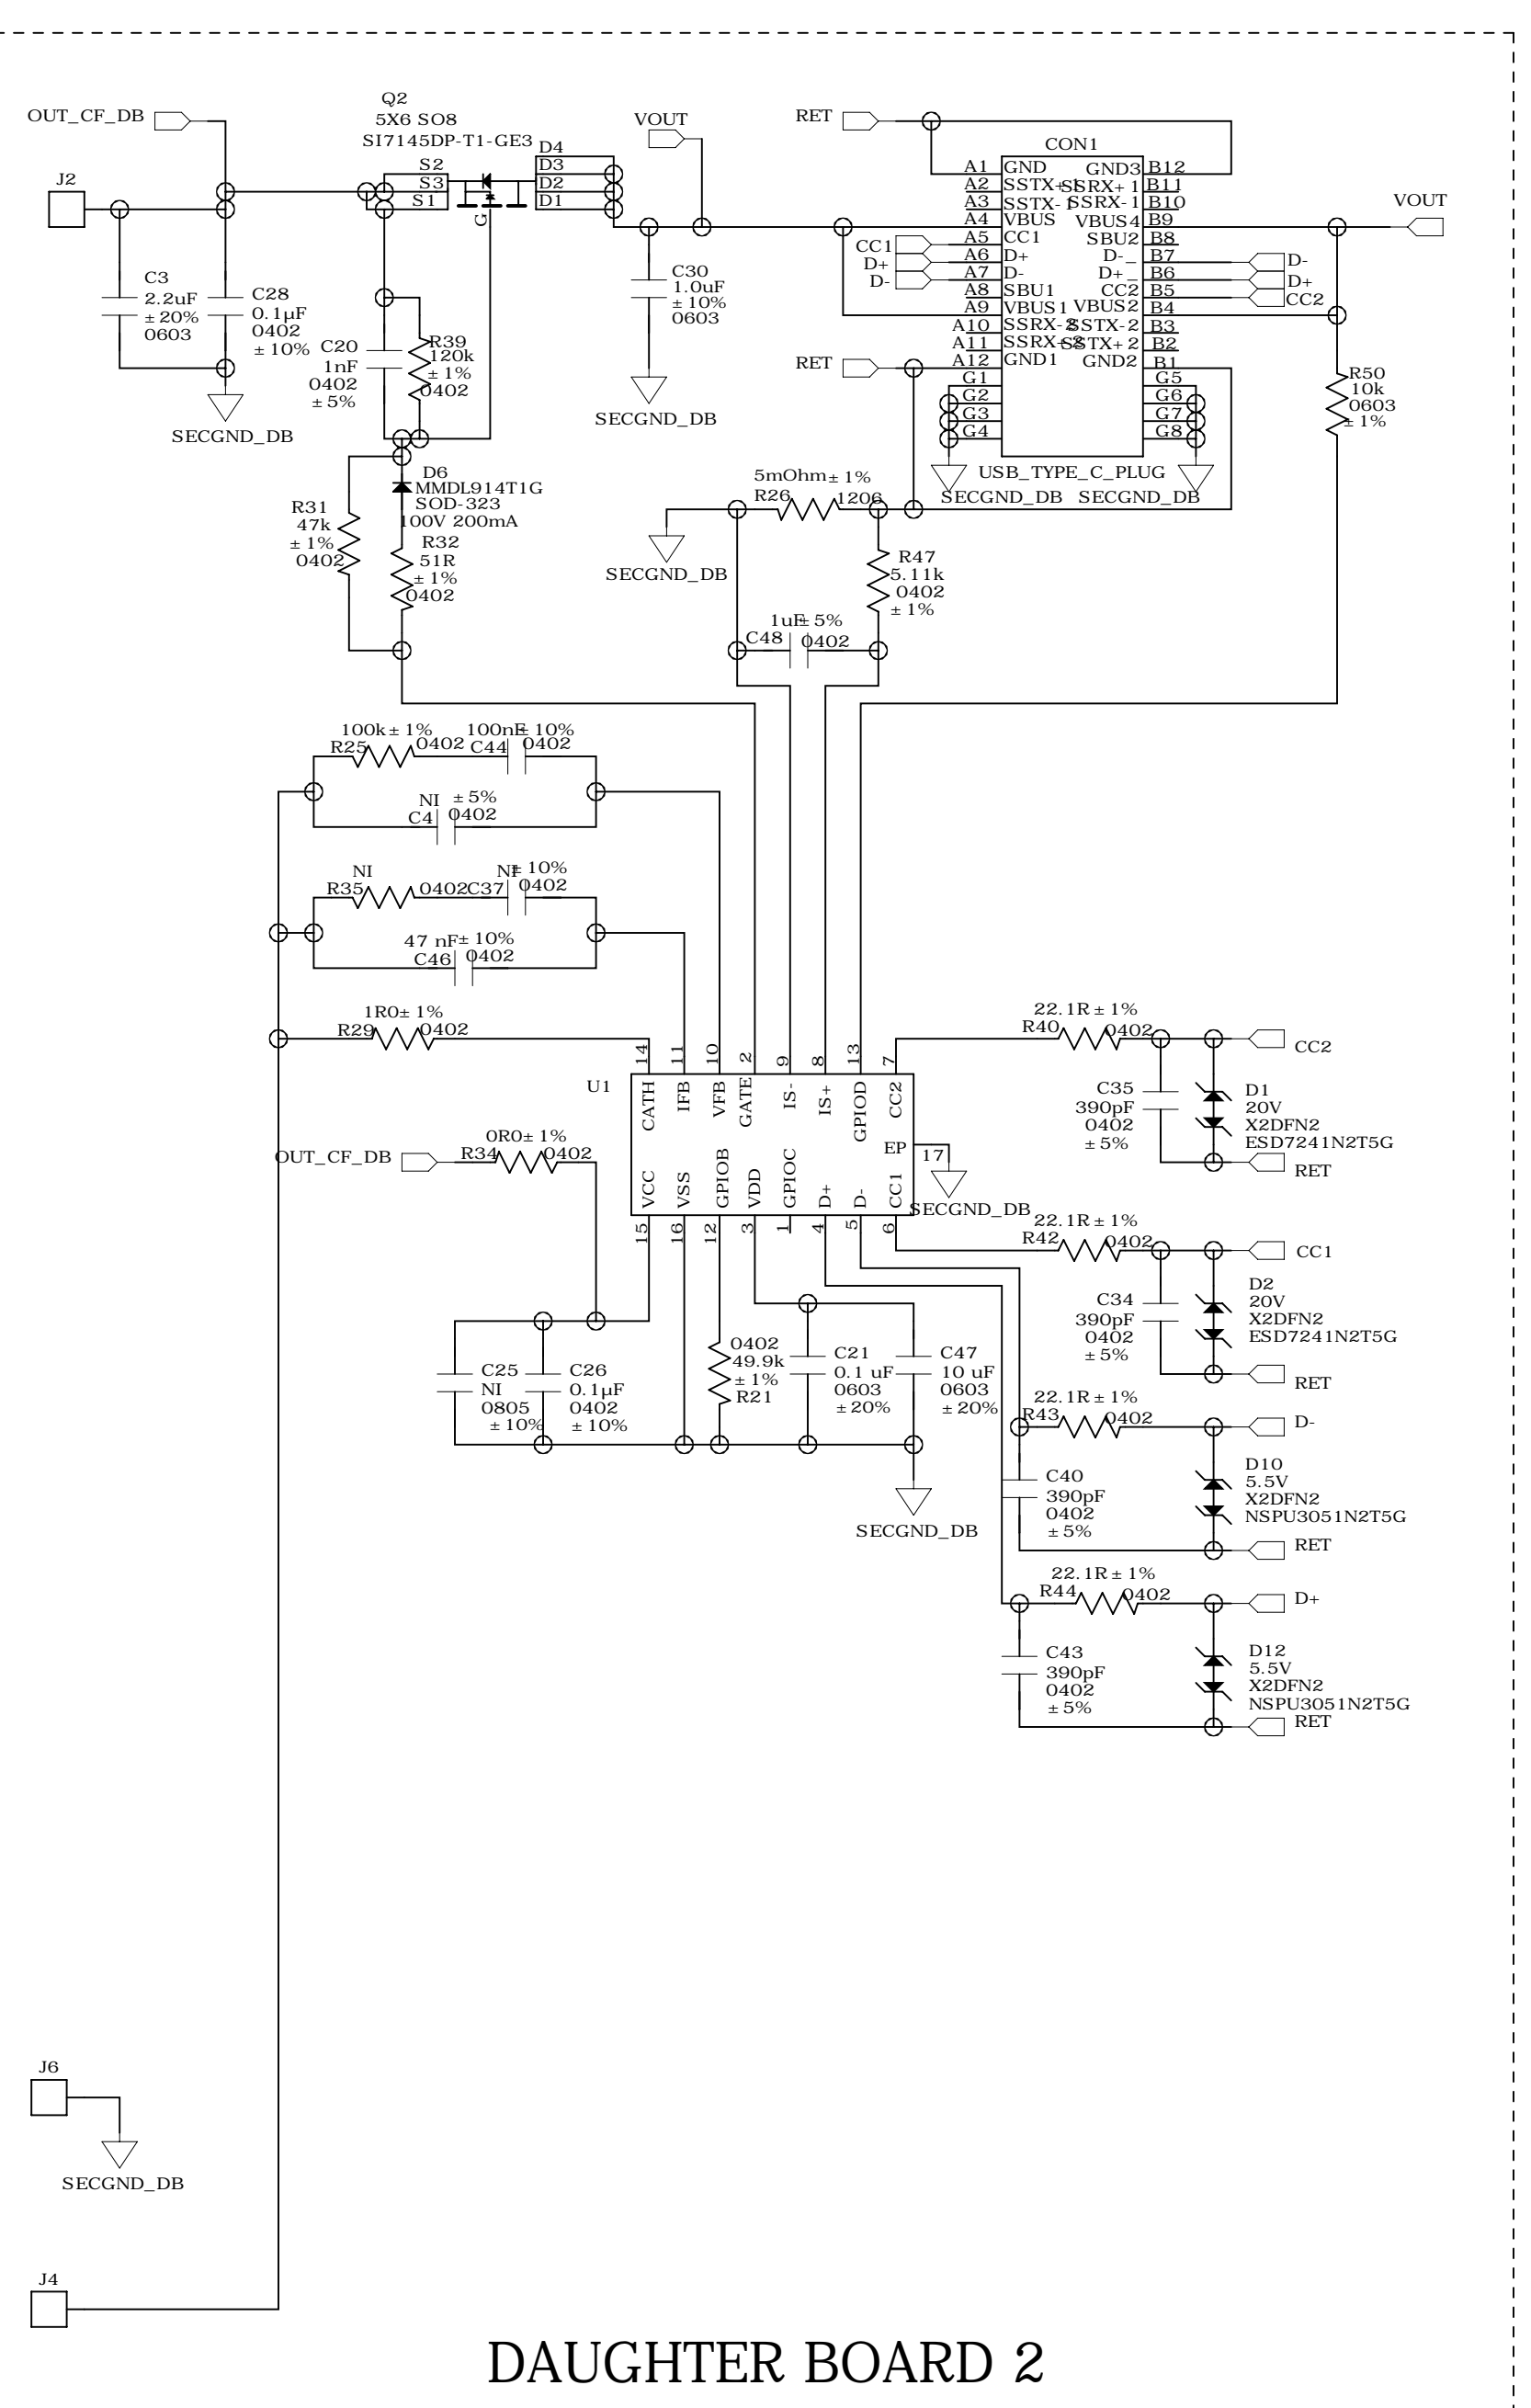 OUT_CF_DB
J2
Q2
5X6 SO8
SI7145DP-T1-GE3
S2
S3
S1
G
D4
D3
D2
D1
VOUT
RET
CON1
A1 GND GND3 B12
A2 SSTX+1 SSRX+1 B11
A3 SSTX-1 SSRX-1 B10
A4 VBUS VBUS4 B9
A5 CC1 SBU2 B8
A6 D+ D-_ B7
A7 D- D+_ B6
A8 SBU1 CC2 B5
A9 VBUS1 VBUS2 B4
A10 SSRX-2 SSTX-2 B3
A11 SSRX+2 SSTX+2 B2
A12 GND1 GND2 B1
G1 G5
G2 G6
G3 G7
G4 G8
USB_TYPE_C_PLUG
SECGND_DB SECGND_DB
CC1
D+
D-
RET
D-
D+
CC2
VOUT
C3
2.2uF
±20%
0603
C28
0.1µF
0402
±10%
SECGND_DB
C20
1nF
0402
±5%
R39
120k
±1%
0402
C30
1.0uF
±10%
0603
SECGND_DB
R50
10k
0603
±1%
D6
MMDL914T1G
SOD-323
100V 200mA
R31
47k
±1%
0402
R32
51R
±1%
0402
5mOhm ±1%
R26 1206
SECGND_DB
R47
5.11k
0402
±1%
1uF ±5%
C48 0402
100k ±1%
R25 0402
100nF ±10%
C44 0402
NI ±5%
C4 0402
NI
R35 0402
NI ±10%
C37 0402
47 nF ±10%
C46 0402
1R0 ±1%
R29 0402
U1
14 11 10 2 9 8 13 7
CATH IFB VFB GATE IS- IS+ GPIOD CC2
EP 17
SECGND_DB
VCC VSS GPIOB VDD GPIOC D+ D- CC1
15 16 12 3 1 4 5 6
0R0 ±1%
OUT_CF_DB R34 0402
22.1R ±1%
R40 0402
CC2
C35
390pF
0402
±5%
D1
20V
X2DFN2
ESD7241N2T5G
RET
22.1R ±1%
R42 0402
CC1
C34
390pF
0402
±5%
D2
20V
X2DFN2
ESD7241N2T5G
RET
C25
NI
0805
±10%
C26
0.1µF
0402
±10%
0402
49.9k
±1%
R21
C21
0.1 uF
0603
±20%
C47
10 uF
0603
±20%
SECGND_DB
22.1R ±1%
R43 0402
D-
C40
390pF
0402
±5%
D10
5.5V
X2DFN2
NSPU3051N2T5G
RET
22.1R ±1%
R44 0402
D+
C43
390pF
0402
±5%
D12
5.5V
X2DFN2
NSPU3051N2T5G
RET
J6
SECGND_DB
J4
DAUGHTER BOARD 2